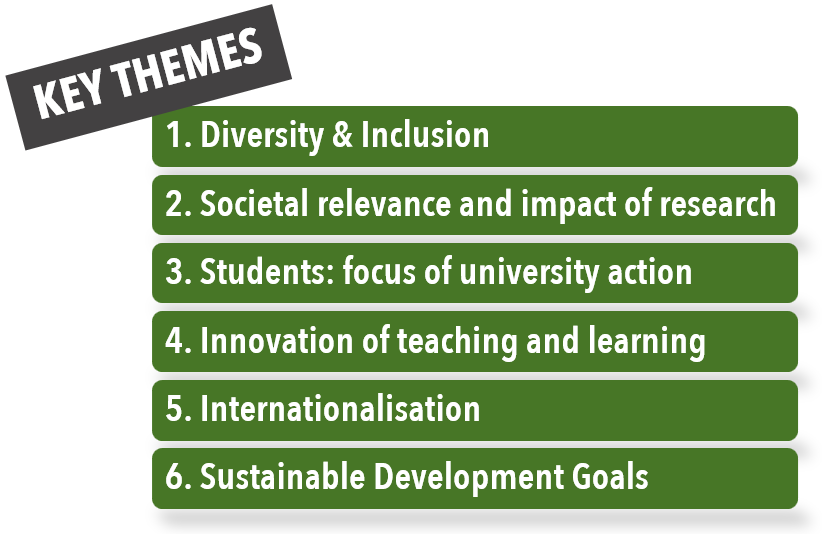 KEY THEMES
1. Diversity & Inclusion
2. Societal relevance and impact of research
3. Students: focus of university action
4. Innovation of teaching and learning
5. Internationalisation
6. Sustainable Development Goals